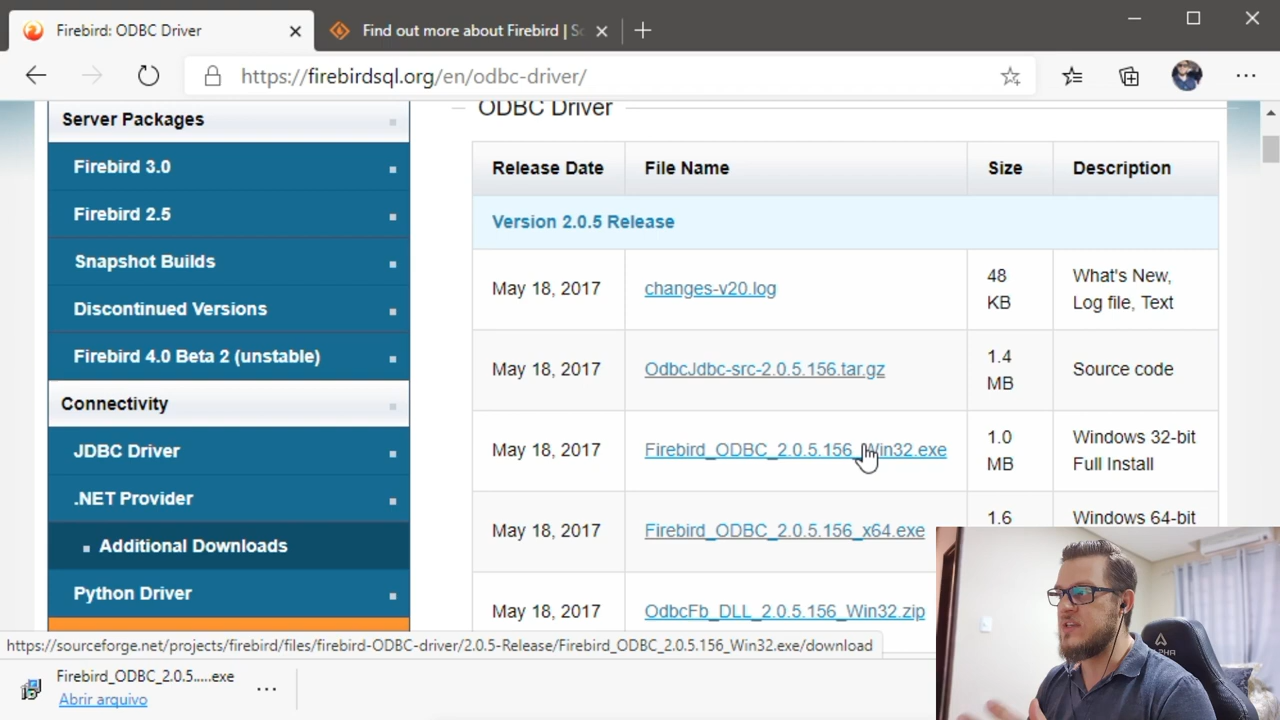 Firebird: ODBC Driver
Find out more about Firebird | Sc
https://firebirdsql.org/en/odbc-driver/
Server Packages
Firebird 3.0
Firebird 2.5
Snapshot Builds
Discontinued Versions
Firebird 4.0 Beta 2 (unstable)
Connectivity
JDBC Driver
.NET Provider
Additional Downloads
Python Driver
ODBC Driver
Release Date File Name Size Description
Version 2.0.5 Release
May 18, 2017 changes-v20.log 48 KB What's New, Log file, Text
May 18, 2017 OdbcJdbc-src-2.0.5.156.tar.gz 1.4 MB Source code
May 18, 2017 Firebird_ODBC_2.0.5.156_Win32.exe 1.0 MB Windows 32-bit Full Install
May 18, 2017 Firebird_ODBC_2.0.5.156_x64.exe 1.6 Windows 64-bit
May 18, 2017 OdbcFb_DLL_2.0.5.156_Win32.zip
https://sourceforge.net/projects/firebird/files/firebird-ODBC-driver/2.0.5-Release/Firebird_ODBC_2.0.5.156_Win32.exe/download
Firebird_ODBC_2.0.5.....exe
Abrir arquivo
ALPHA